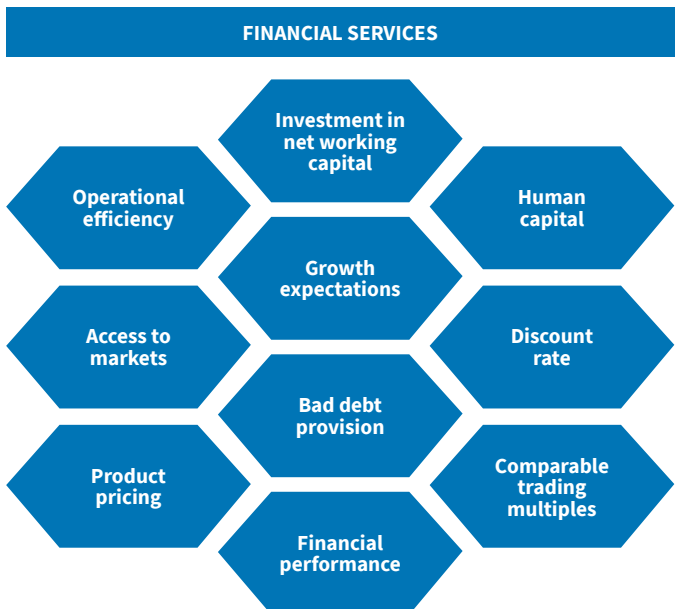 FINANCIAL SERVICES
Investment in
net working
capital
Operational
efficiency
Human
capital
Growth
expectations
Access to
markets
Discount
rate
Bad debt
provision
Product
pricing
Comparable
trading
multiples
Financial
performance